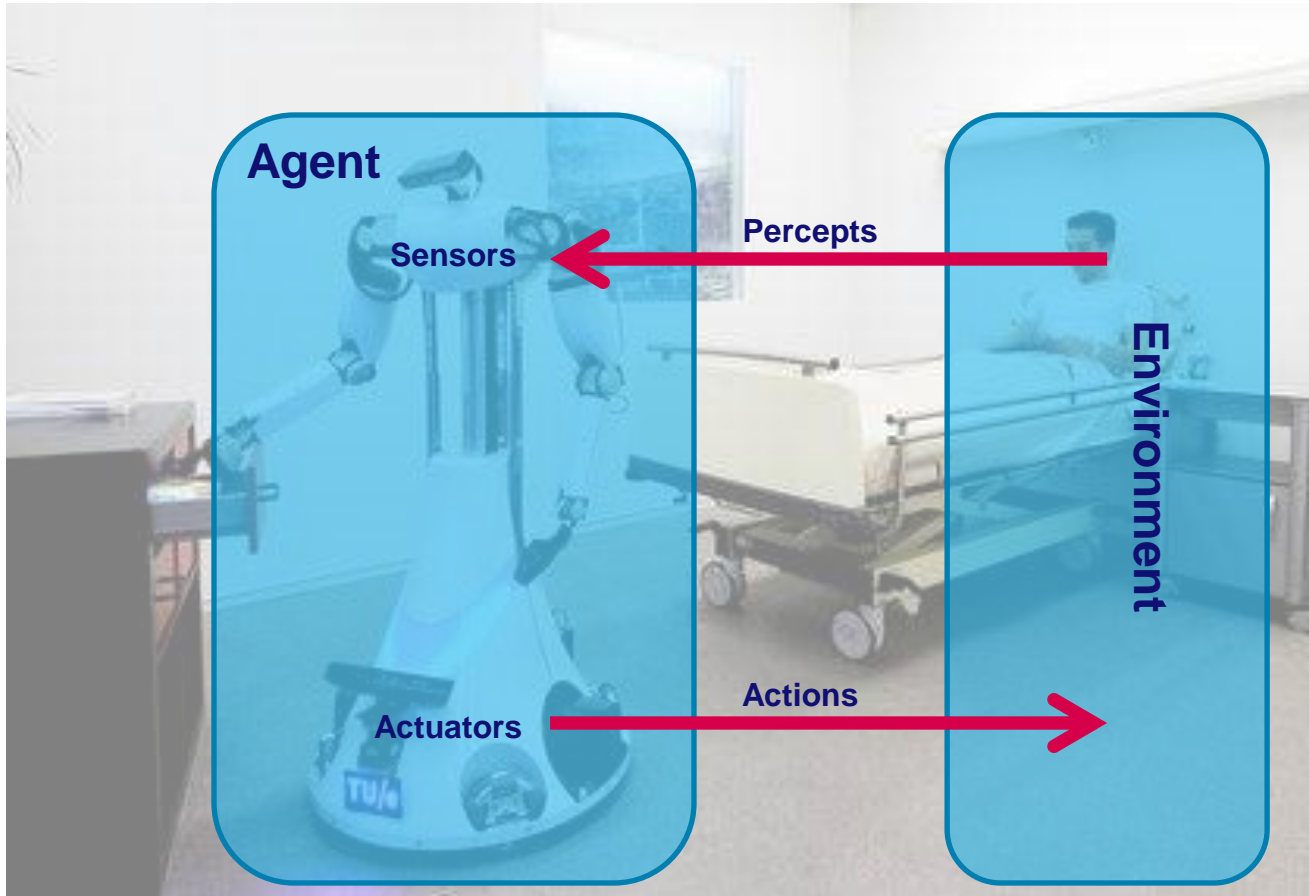 Agent
Percepts
Sensors
Environment
Actions
Actuators
TU/e